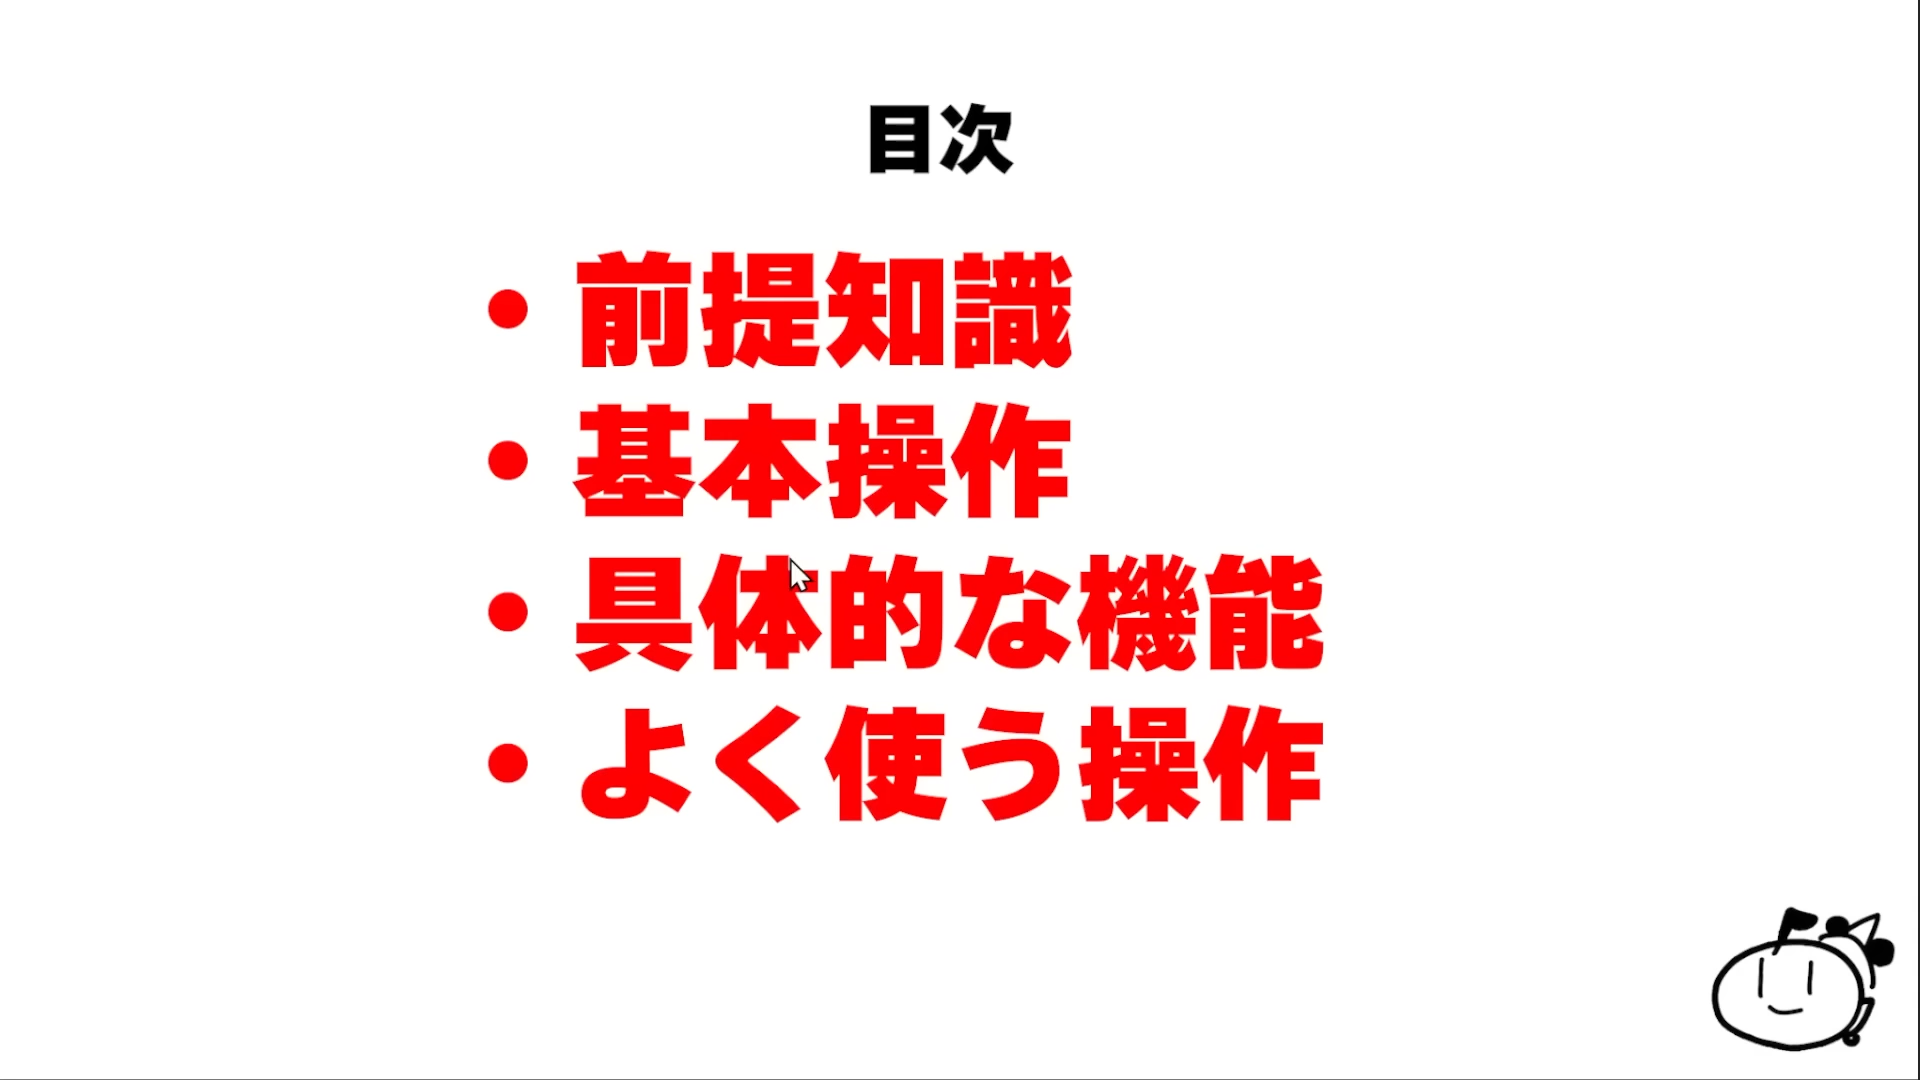 目次
・前提知識
・基本操作
・具体的な機能
・よく使う操作